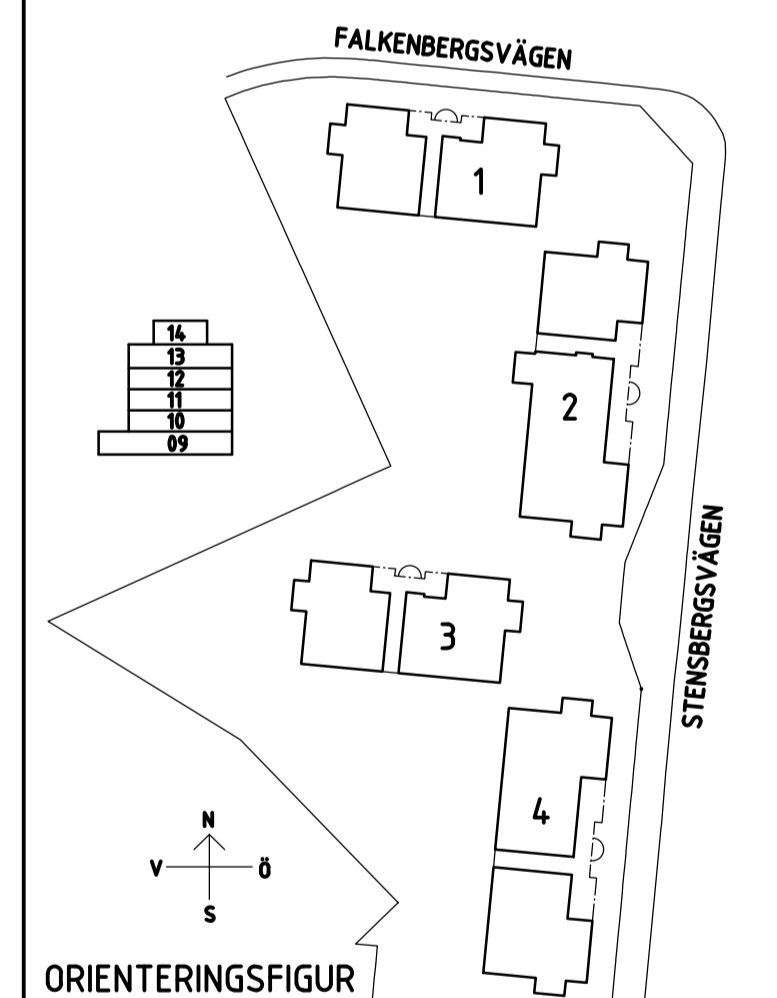 FALKENBERGSVÄGEN
1
14
13
12
11
10
09
2
STENSBERGSVÄGEN
3
4
N
V Ö
S
ORIENTERINGSFIGUR